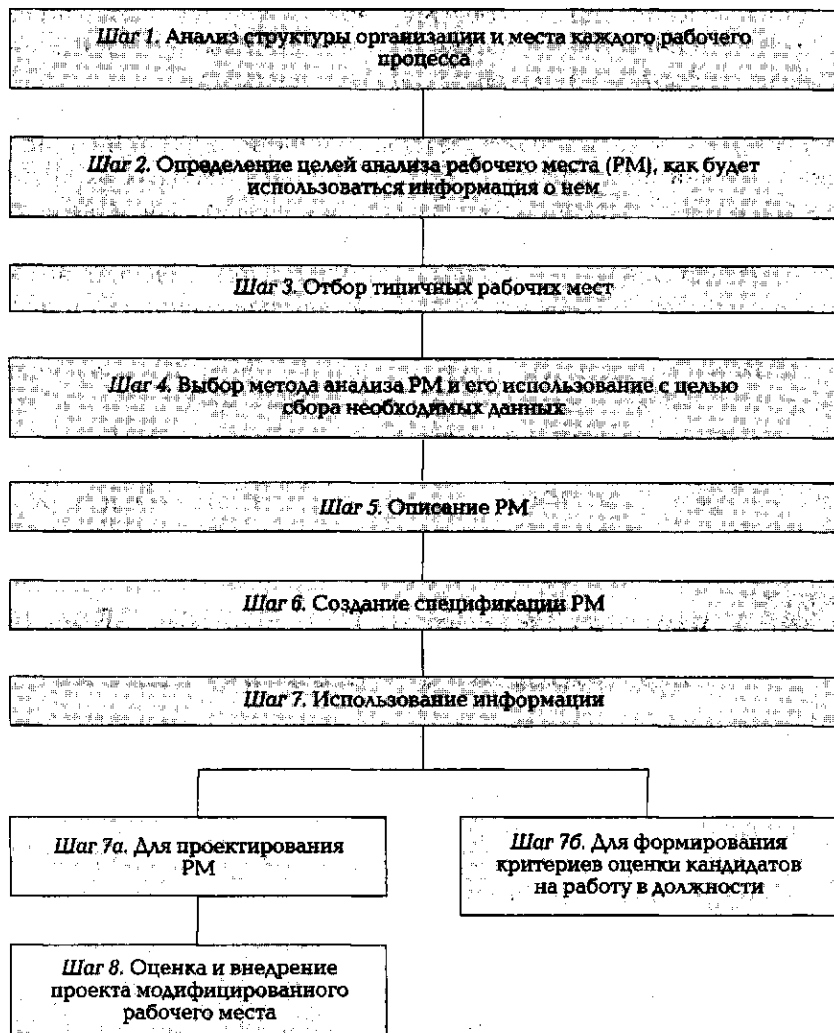 Шаг 1. Анализ структуры организации и места каждого рабочего
процесса
Шаг 2. Определение целей анализа рабочего места (РМ), как будет
использоваться информация о нем
Шаг 3. Отбор типичных рабочих мест
Шаг 4. Выбор метода анализа РМ и его использование с целью
сбора необходимых данных
Шаг 5. Описание РМ
Шаг 6. Создание спецификации РМ
Шаг 7. Использование информации
Шаг 7а. Для проектирования
РМ
Шаг 7б. Для формирования
критериев оценки кандидатов
на работу в должности
Шаг 8. Оценка и внедрение
проекта модифицированного
рабочего места